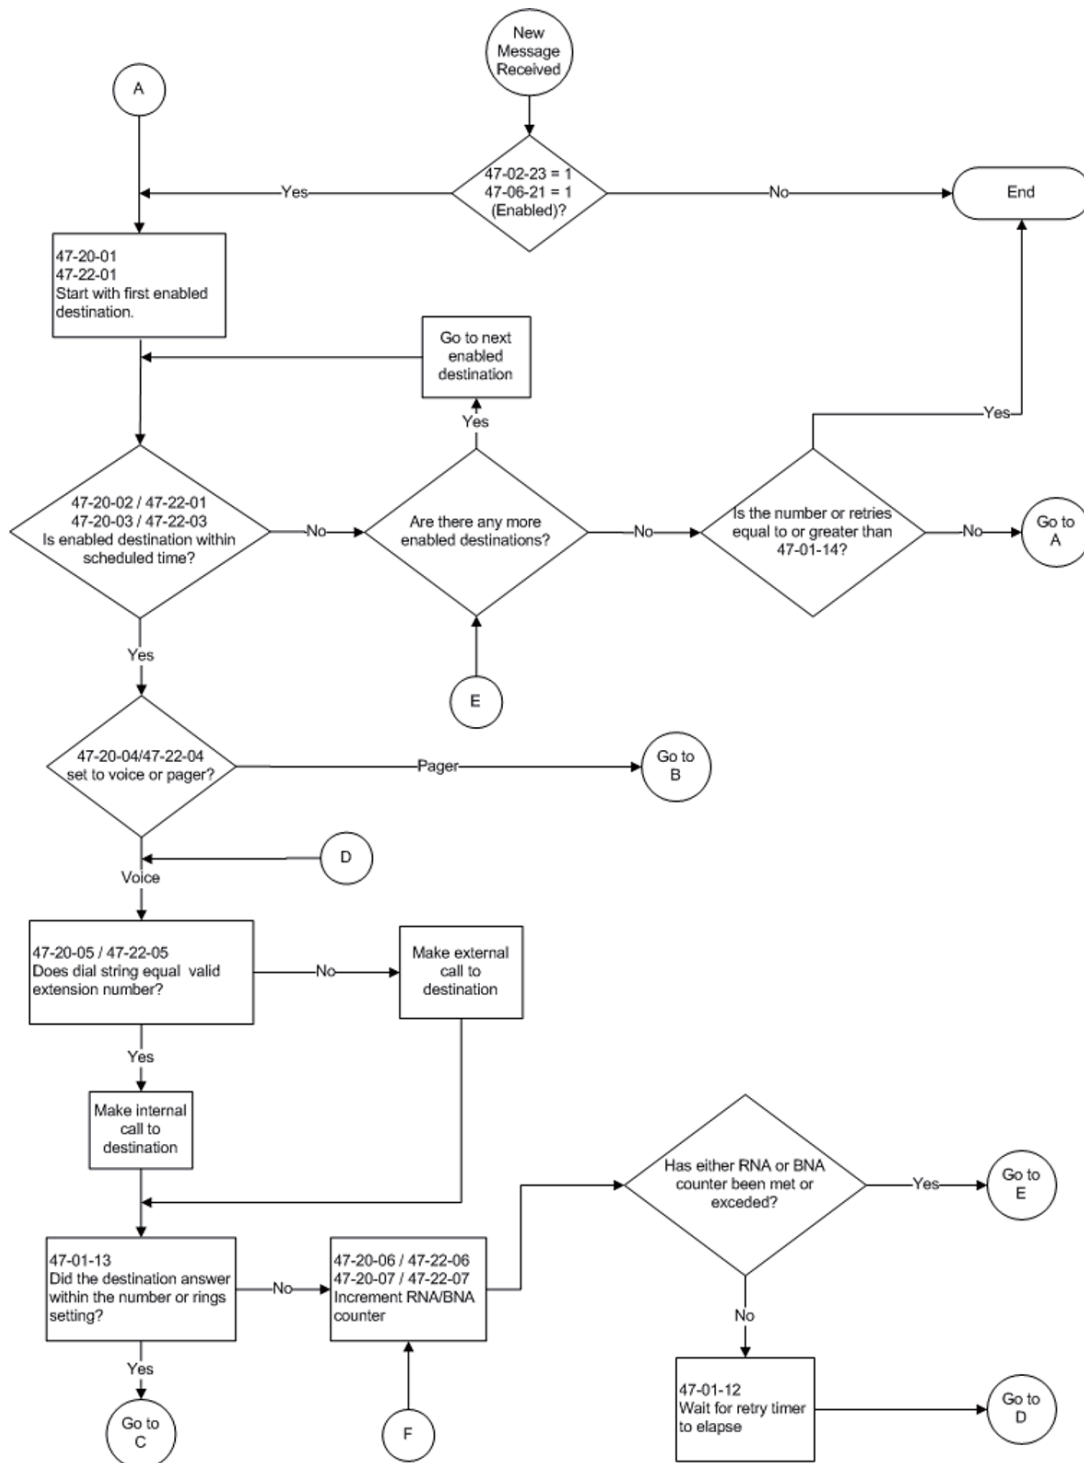 New
Message
Received
A
47-02-23 = 1
47-06-21 = 1
(Enabled)?
Yes
No
End
47-20-01
47-22-01
Start with first enabled
destination.
Go to next
enabled
destination
Yes
Yes
47-20-02 / 47-22-01
47-20-03 / 47-22-03
Is enabled destination within
scheduled time?
No
Are there any more
enabled destinations?
No
Is the number or retries
equal to or greater than
47-01-14?
No
Go to
A
Yes
E
47-20-04/47-22-04
set to voice or pager?
Pager
Go to
B
D
Voice
47-20-05 / 47-22-05
Does dial string equal valid
extension number?
No
Make external
call to
destination
Yes
Make internal
call to
destination
Has either RNA or BNA
counter been met or
exceded?
Yes
Go to
E
47-01-13
Did the destination answer
within the number or rings
setting?
No
47-20-06 / 47-22-06
47-20-07 / 47-22-07
Increment RNA/BNA
counter
No
Yes
47-01-12
Wait for retry timer
to elapse
Go to
D
Go to
C
F